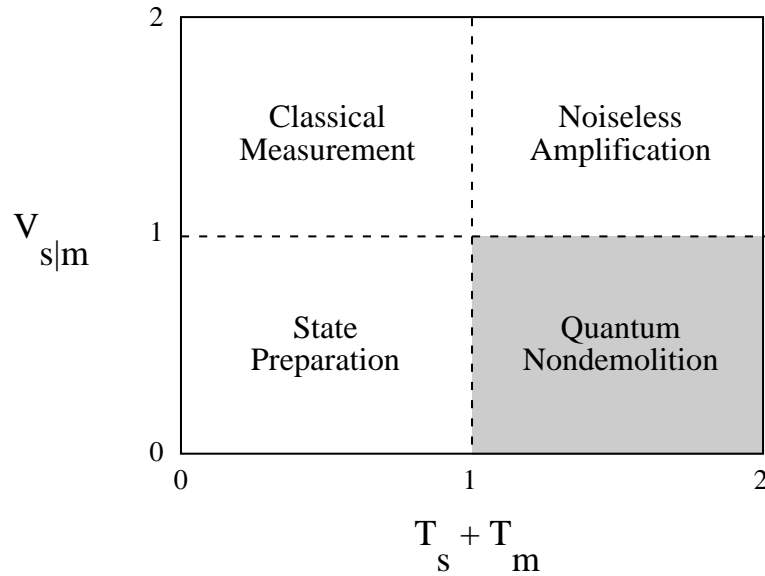 2
Classical
Measurement
Noiseless
Amplification
V
s|m
1
State
Preparation
Quantum
Nondemolition
0
0
1
2
T
s
+ T
m